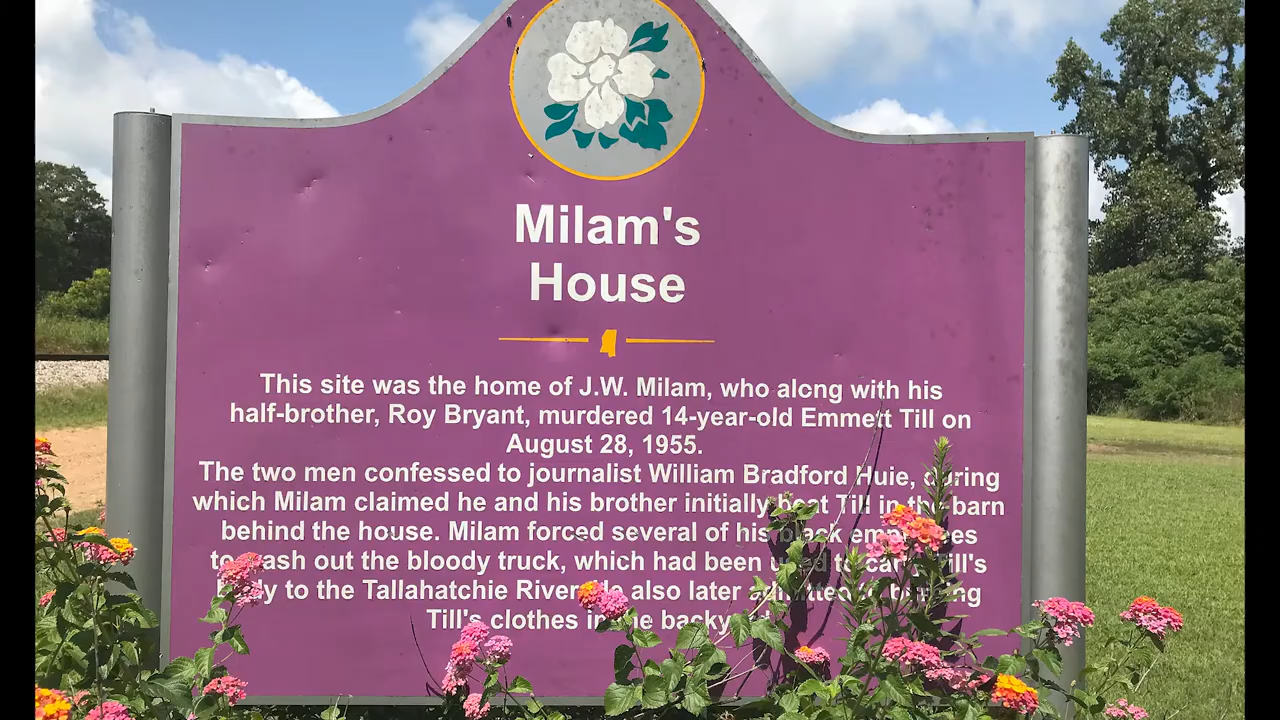 Milam's
House
This site was the home of J.W. Milam, who along with his
half-brother, Roy Bryant, murdered 14-year-old Emmett Till on
August 28, 1955.
The two men confessed to journalist William Bradford Huie, during
which Milam claimed he and his brother initially beat Till in the barn
behind the house. Milam forced several of his black employees
to wash out the bloody truck, which had been used to carry Till's
body to the Tallahatchie River. also later admitted to burning
Till's clothes in the backyard.